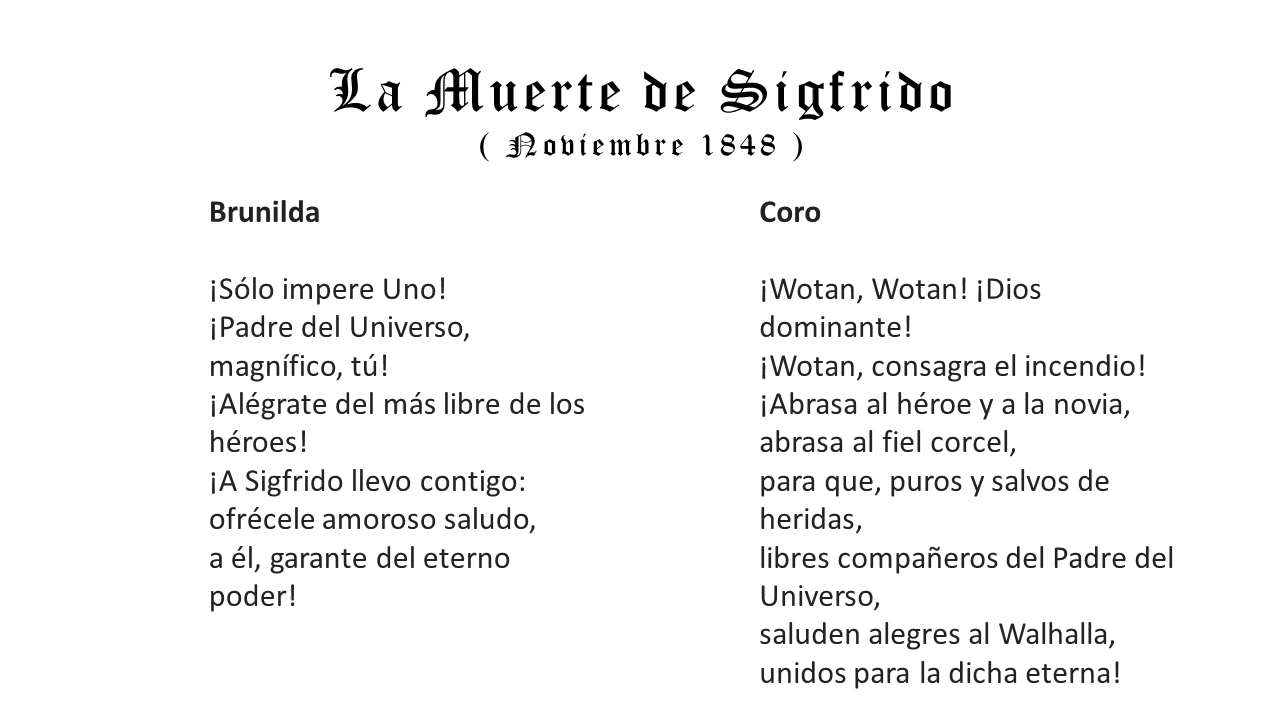 La Muerte de Sigfrido
( Noviembre 1848 )
Brunilda
¡Sólo impere Uno!
¡Padre del Universo,
magnífico, tú!
¡Alégrate del más libre de los
héroes!
¡A Sigfrido llevo contigo:
ofrécele amoroso saludo,
a él, garante del eterno
poder!
Coro
¡Wotan, Wotan! ¡Dios
dominante!
¡Wotan, consagra el incendio!
¡Abrasa al héroe y a la novia,
abrasa al fiel corcel,
para que, puros y salvos de
heridas,
libres compañeros del Padre del
Universo,
saluden alegres al Walhalla,
unidos para la dicha eterna!